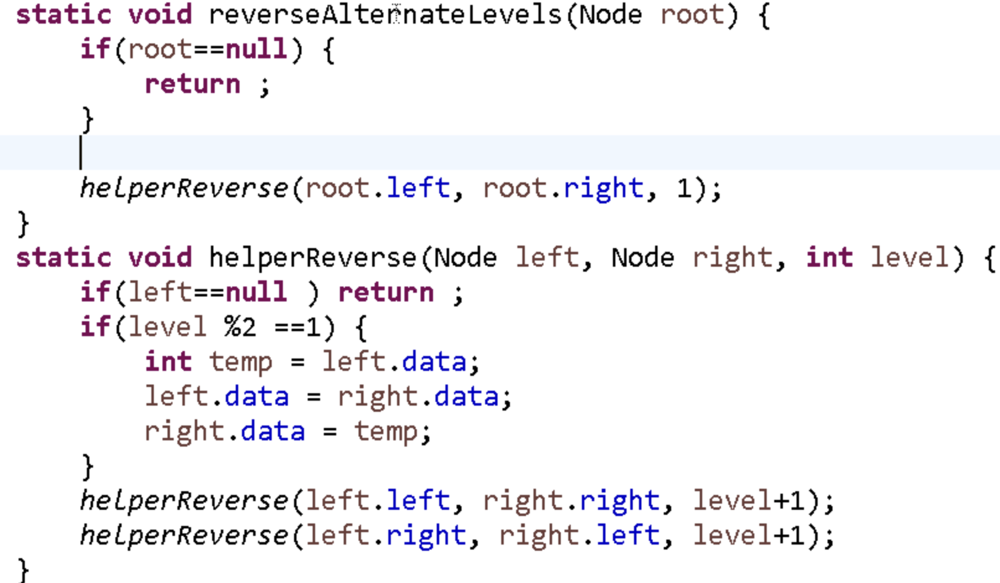 static void reverseAlternateLevels(Node root) {
    if(root==null) {
        return ;
    }
    helperReverse(root.left, root.right, 1);
}
static void helperReverse(Node left, Node right, int level) {
    if(left==null ) return ;
    if(level %2 ==1) {
        int temp = left.data;
        left.data = right.data;
        right.data = temp;
    }
    helperReverse(left.left, right.right, level+1);
    helperReverse(left.right, right.left, level+1);
}